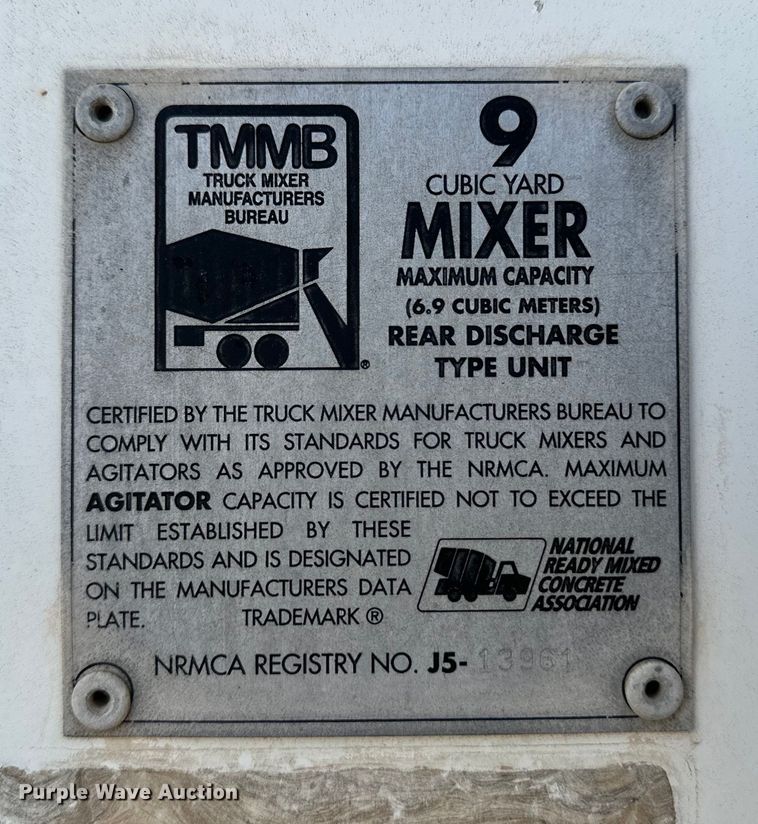 TMMB
TRUCK MIXER
MANUFACTURERS
BUREAU
®
9
CUBIC YARD
MIXER
MAXIMUM CAPACITY
(6.9 CUBIC METERS)
REAR DISCHARGE
TYPE UNIT
CERTIFIED BY THE TRUCK MIXER MANUFACTURERS BUREAU TO
COMPLY WITH ITS STANDARDS FOR TRUCK MIXERS AND
AGITATORS AS APPROVED BY THE NRMCA. MAXIMUM
AGITATOR CAPACITY IS CERTIFIED NOT TO EXCEED THE
LIMIT ESTABLISHED BY THESE
STANDARDS AND IS DESIGNATED
ON THE MANUFACTURERS DATA
PLATE. TRADEMARK ®
NATIONAL
READY MIXED
CONCRETE
ASSOCIATION
NRMCA REGISTRY NO. J5-13961
Purple Wave Auction